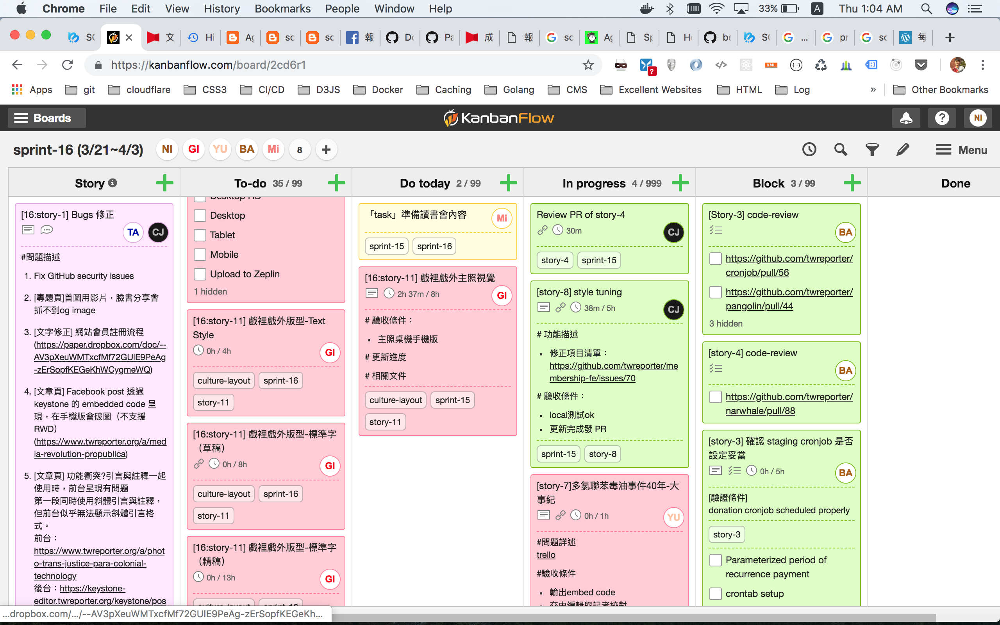 Chrome File Edit View History Bookmarks People Window Help 33% A Thu 1:04 AM
https://kanbanflow.com/board/2cd6r1
Apps git cloudflare CSS3 CI/CD D3JS Docker Caching Golang CMS Excellent Websites HTML Log » Other Bookmarks
Boards KanbanFlow ? NI
sprint-16 (3/21~4/3) NI GI YU BA Mi 8 + Menu
Story To-do 35 / 99 Do today 2 / 99 In progress 4 / 999 Block 3 / 99 Done
[16:story-1] Bugs 修正
TA CJ
#問題描述
1. Fix GitHub security issues
2. [專題頁]首圖用影片，臉書分享會
抓不到og image
3. [文字修正] 網站會員註冊流程
(https://paper.dropbox.com/doc/--
AV3pXeuWMTxcfMf72GUIE9PeAg
-zErSopfKEGeKhWCygmeWQ)
4. [文章頁] Facebook post 透過
keystone 的 embedded code 呈
現，在手機版會破圖（不支援
RWD）
(https://www.twreporter.org/a/med
ia-revolution-propublica)
5. [文章頁] 功能衝突?引言與註釋一起
使用時，前台呈現有問題
第一段同時使用斜體引言與註釋，
但前台似乎無法顯示斜體引言格
式。
前台：
https://www.twreporter.org/a/phot
o-trans-justice-para-colonial-
technology
後台：https://keystone-
editor.twreporter.org/keystone/pos
Desktop HD
Desktop
Tablet
Mobile
Upload to Zeplin
1 hidden
[16:story-11] 戲裡戲外版型-Text
Style
0h / 4h GI
culture-layout sprint-16
story-11
[16:story-11] 戲裡戲外版型-標準字
（草稿）
0h / 8h GI
culture-layout sprint-16
story-11
[16:story-11] 戲裡戲外版型-標準字
（精稿）
0h / 13h GI
culture-layout sprint-16
「task」準備讀書會內容
Mi
sprint-15 sprint-16
[16:story-11] 戲裡戲外主照視覺
2h 37m / 8h GI
# 驗收條件：
• 主照桌機手機版
# 更新進度
# 相關文件
culture-layout sprint-15
story-11
Review PR of story-4
30m CJ
story-4 sprint-15
[story-8] style tuning
38m / 5h CJ
# 功能描述
• 修正項目清單：
https://github.com/twreporter/me
mbership-fe/issues/70
# 驗收條件：
• local測試ok
• 更新完成發 PR
sprint-15 story-8
[story-7]多氯聯苯毒油事件40年-大
事紀
0h / 1h YU
#問題詳述
trello
#驗收條件
• 輸出embed code
• 交由編輯與記者校對
[Story-3] code-review
BA
https://github.com/twreporter/
cronjob/pull/56
https://github.com/twreporter/
pangolin/pull/44
3 hidden
[story-4] code-review
BA
https://github.com/twreporter/
narwhale/pull/88
[story-3] 確認 staging cronjob 是否
設定妥當
0h / 5h BA
[驗證條件]
donation cronjob scheduled properly
story-3
Parameterized period of
recurrence payment
crontab setup
...dropbox.com/.../--AV3pXeuWMTxcfMf72GUIE9PeAg-zErSopfKEGeKh...